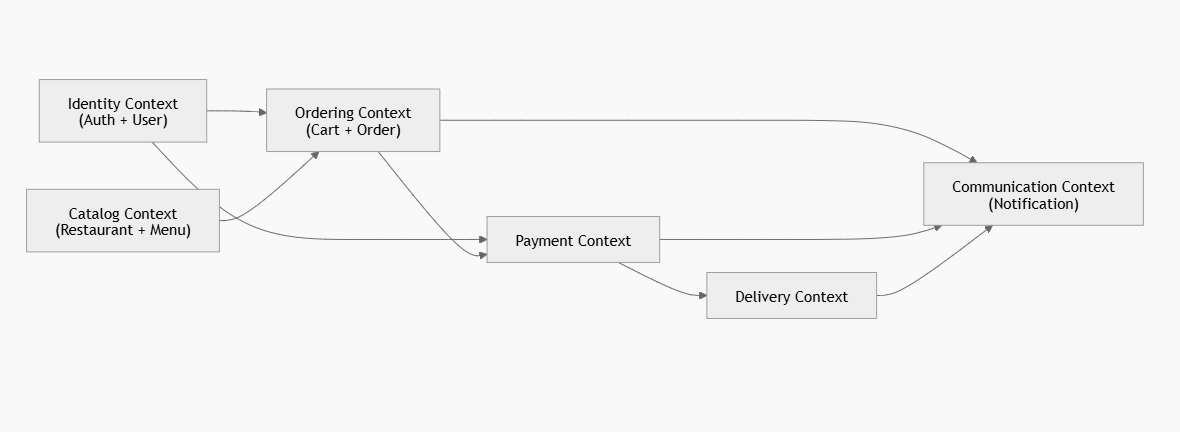 Identity Context
(Auth + User)
Ordering Context
(Cart + Order)
Catalog Context
(Restaurant + Menu)
Payment Context
Delivery Context
Communication Context
(Notification)